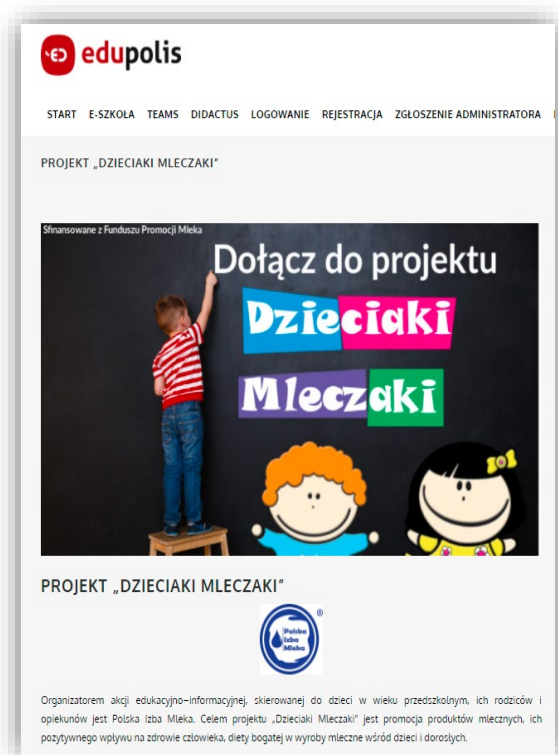 edupolis
START E-SZKOŁA TEAMS DIDACTUS LOGOWANIE REJESTRACJA ZGŁOSZENIE ADMINISTRATORA
PROJEKT „DZIECIAKI MLECZAKI”
Sfinansowane z Funduszu Promocji Mleka
Dołącz do projektu
Dzieciaki
Mleczaki
PROJEKT „DZIECIAKI MLECZAKI”
Polska
Izba
Mleka
®
Organizatorem akcji edukacyjno–informacyjnej, skierowanej do dzieci w wieku przedszkolnym, ich rodziców i
opiekunów jest Polska Izba Mleka. Celem projektu „Dzieciaki Mleczaki” jest promocja produktów mlecznych, ich
pozytywnego wpływu na zdrowie człowieka, diety bogatej w wyroby mleczne wśród dzieci i dorosłych.